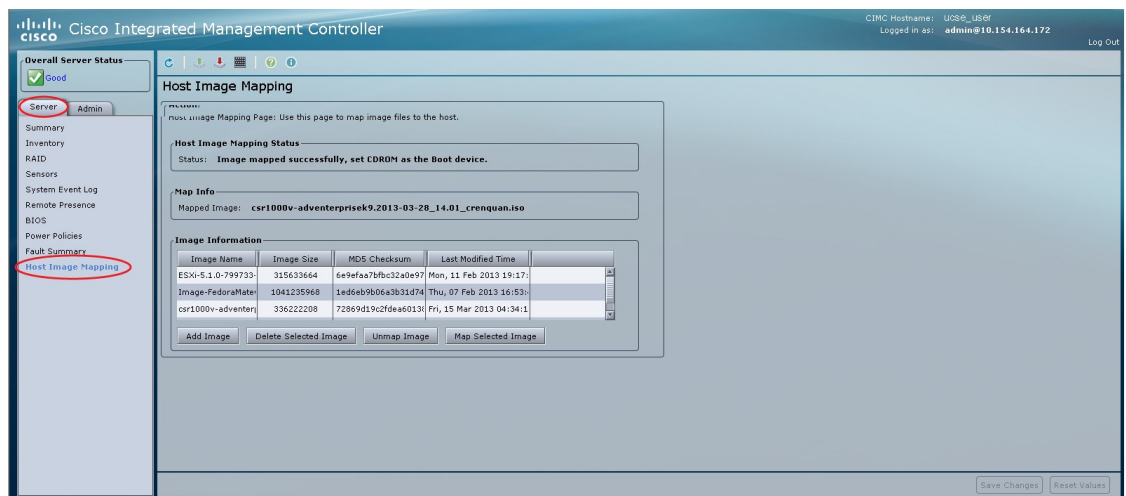 CISCO Cisco Integrated Management Controller
CIMC Hostname: ucse_user
Logged in as: admin@10.154.164.172
Log Out
Overall Server Status
Good
Server Admin
Summary
Inventory
RAID
Sensors
System Event Log
Remote Presence
BIOS
Power Policies
Fault Summary
Host Image Mapping
Host Image Mapping
Action:
Host Image Mapping Page: Use this page to map image files to the host.
Host Image Mapping Status
Status: Image mapped successfully, set CDROM as the Boot device.
Map Info
Mapped Image: csr1000v-adventerprisek9.2013-03-28_14.01_crenquan.iso
Image Information
Image Name Image Size MD5 Checksum Last Modified Time
ESXi-5.1.0-799733- 315633664 6e9efaa7bfbc32a0e97 Mon, 11 Feb 2013 19:17:
Image-FedoraMate 1041235968 1ed6eb9b06a3b31d74 Thu, 07 Feb 2013 16:53:
csr1000v-adventerp 336222208 72869d19c2fdea6013 Fri, 15 Mar 2013 04:34:1
Add Image Delete Selected Image Unmap Image Map Selected Image
Save Changes Reset Values